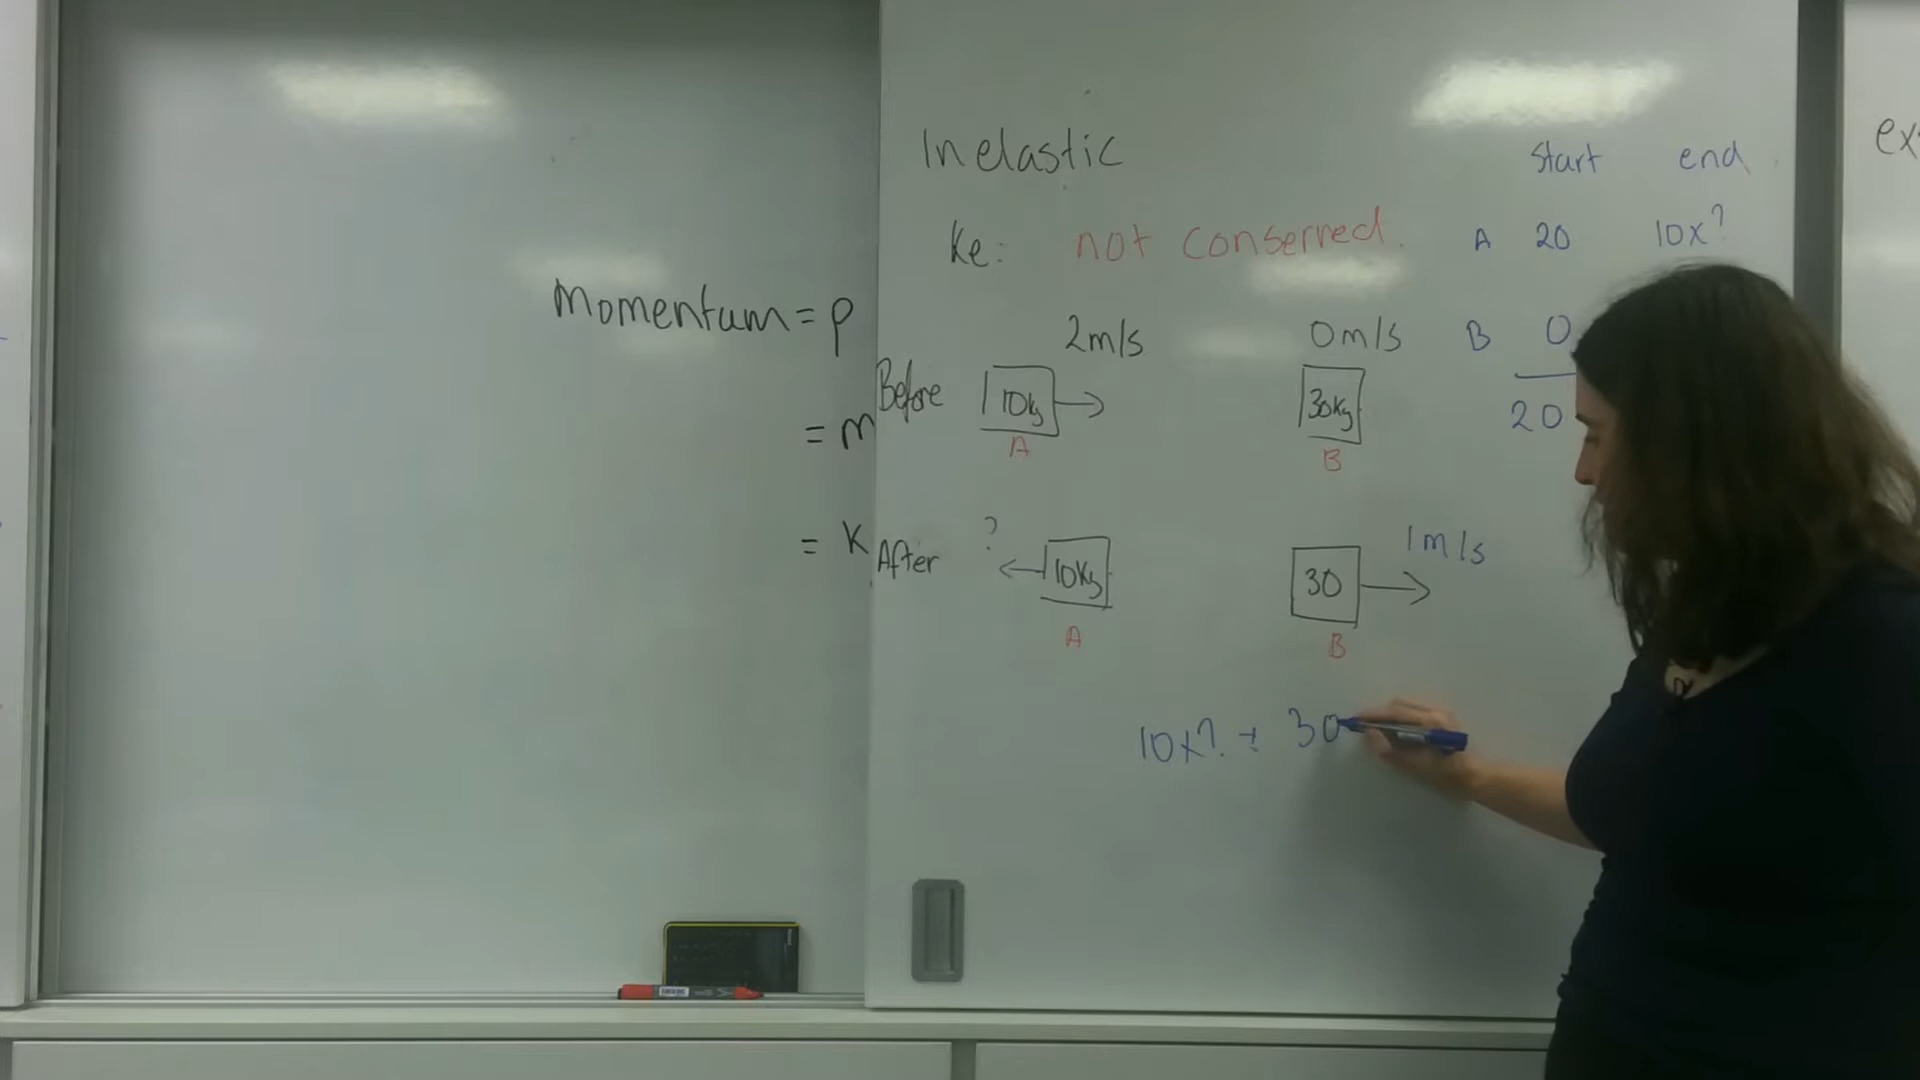 Momentum = p
= m
= K
Inelastic
Ke: not conserved.
Before
2m/s
10kg
A
0m/s
30kg
B
After
?
10kg
A
1m/s
30
B
10x? + 30
start end
A 20 10x?
B 0
20
ex